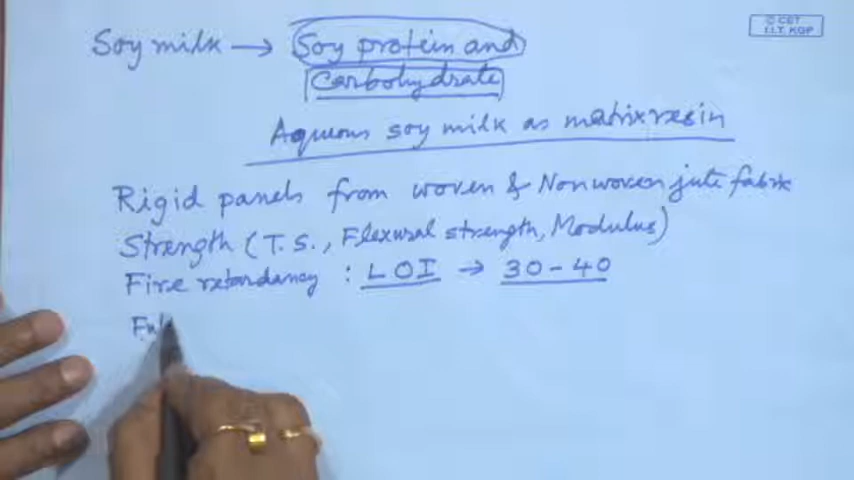 © CET
I.I.T. KGP
Soy milk → Soy protein and
Carbohydrate
Aqueous soy milk as matrix resin
Rigid panels from woven & Nonwoven jute fabric
Strength (T.S., Flexural strength, Modulus)
Fire retardancy : LOI → 30-40